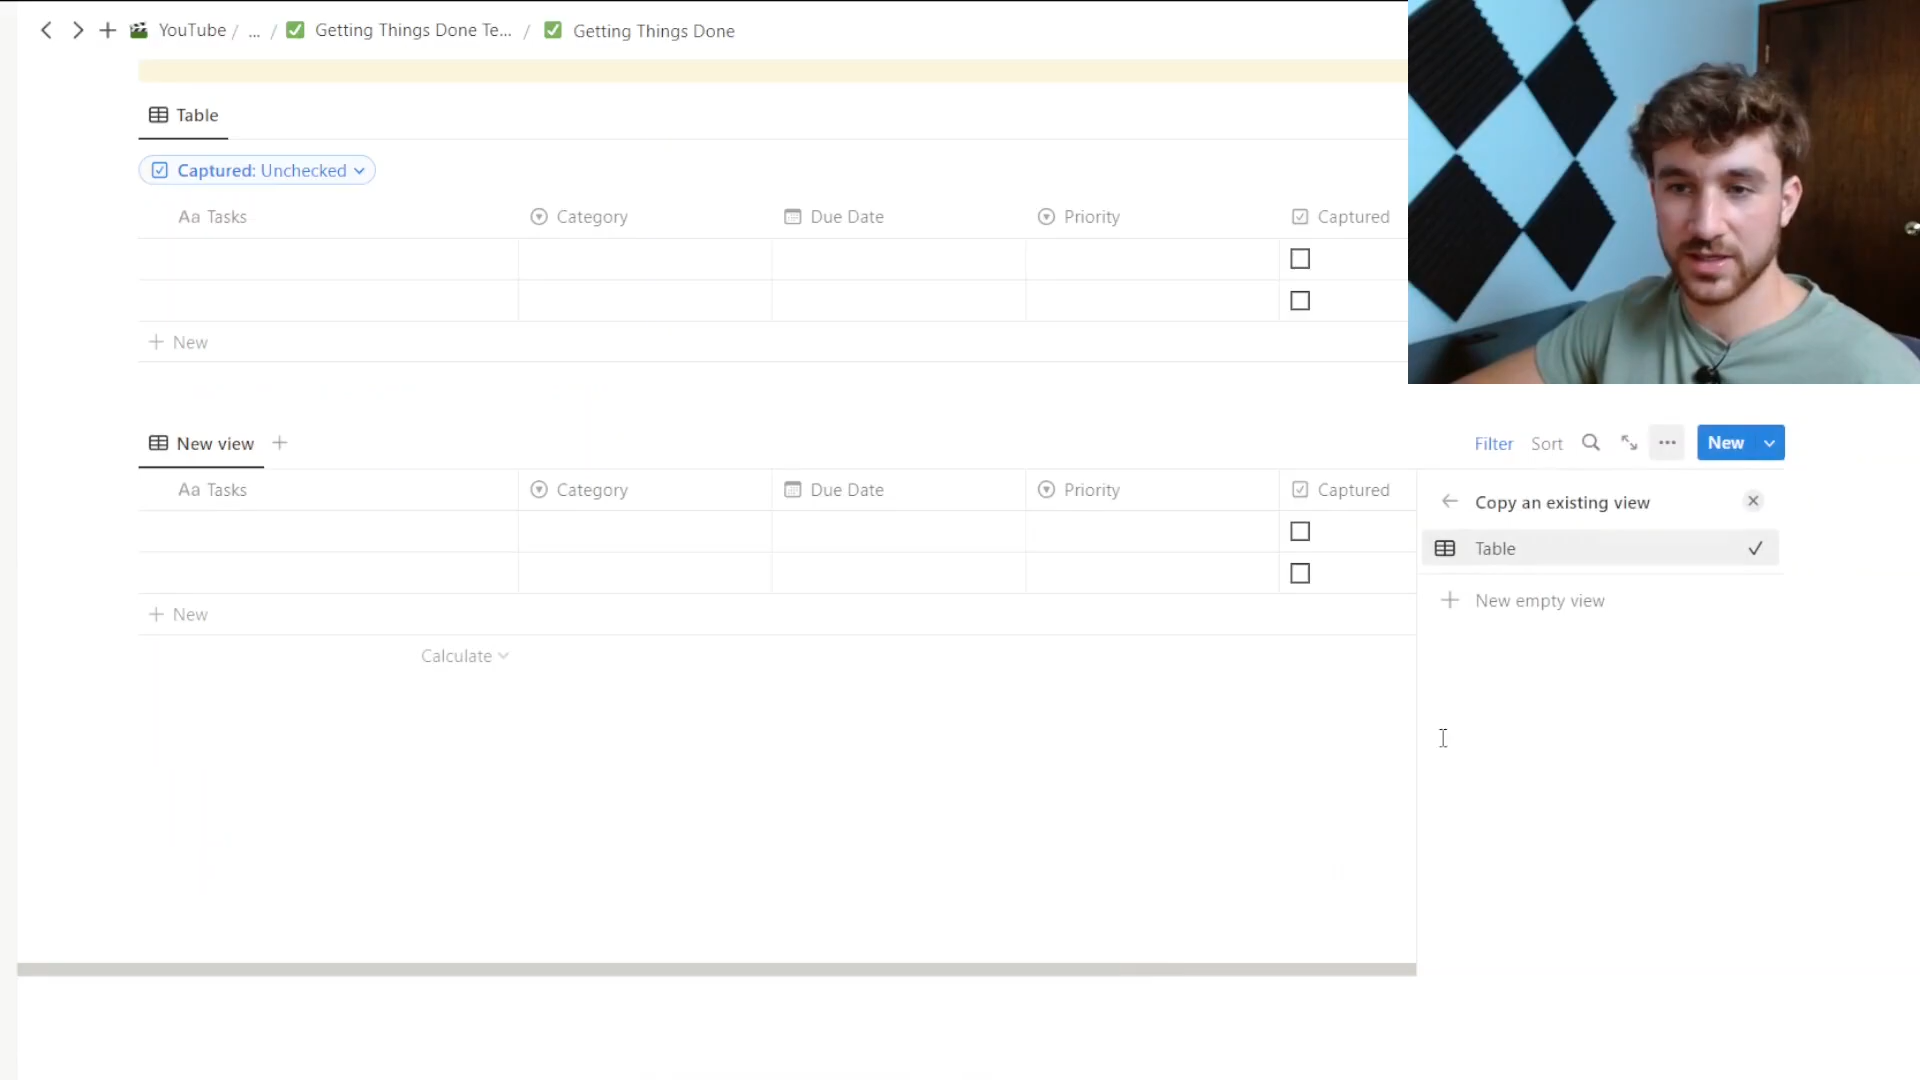 YouTube / ... / Getting Things Done Te... / Getting Things Done
Table
Captured: Unchecked
Aa Tasks Category Due Date Priority Captured
+ New
New view +
Filter Sort ... New
Aa Tasks Category Due Date Priority Captured
Copy an existing view
Table
+ New empty view
+ New
Calculate